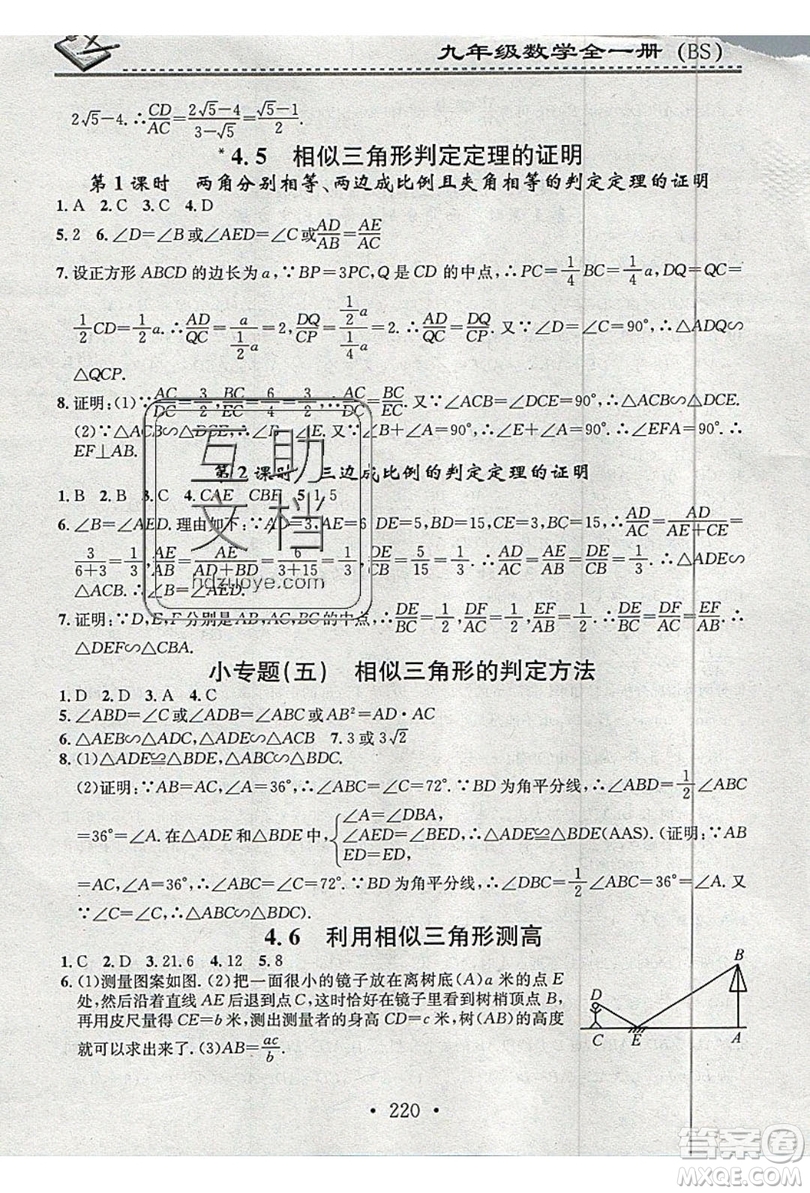 九年级数学全一册 (BS)
2√5−4. ∴CD/AC=(2√5−4)/(3−√5)=(√5−1)/2.
*4.5 相似三角形判定定理的证明
第1课时 两角分别相等、两边成比例且夹角相等的判定定理的证明
1. A 2. C 3. C 4. D
5. 2 6. ∠D=∠B或∠AED=∠C或AD/AB=AE/AC
7. 设正方形ABCD的边长为a,∵BP=3PC,Q是CD的中点,∴PC=1/4BC=1/4a,DQ=QC=
1/2CD=1/2a. ∴AD/QC=a/(1/2a)=2,DQ/CP=(1/2a)/(1/4a)=2. ∴AD/QC=DQ/CP. 又∵∠D=∠C=90°,∴△ADQ∽
△QCP.
8. 证明:(1)∵AC/DC=3/2,BC/EC=6/4=3/2,∴AC/DC=BC/EC. 又∵∠ACB=∠DCE=90°,∴△ACB∽△DCE.
(2)∵△ACB∽△DCE,∴∠B=∠E. 又∵∠B+∠A=90°,∴∠E+∠A=90°. ∴∠EFA=90°. ∴
EF⊥AB.
第2课时 三边成比例的判定定理的证明
1. B 2. B 3. C 4. CAE CBF 5. 1.5
6. ∠B=∠AED. 理由如下:∵AD=3,AE=6,DE=5,BD=15,CE=3,BC=15,∴AD/AC=AD/(AE+CE)=
3/(6+3)=1/3,AE/AB=AE/(AD+BD)=6/(3+15)=1/3,DE/BC=5/15=1/3. ∴AD/AC=AE/AB=DE/BC. ∴△ADE∽
△ACB. ∴∠B=∠AED.
7. 证明:∵D,E,F分别是AB,AC,BC的中点,∴DE/BC=1/2,DF/AC=1/2,EF/AB=1/2. ∴DE/BC=DF/AC=EF/AB. ∴
△DEF∽△CBA.
小专题(五) 相似三角形的判定方法
1. D 2. D 3. A 4. C
5. ∠ABD=∠C或∠ADB=∠ABC或AB²=AD·AC
6. △AEB∽△ADC,△ADE∽△ACB 7. 3或3√2
8. (1)△ADE≌△BDE,△ABC∽△BDC.
(2)证明:∵AB=AC,∠A=36°,∴∠ABC=∠C=72°. ∵BD为角平分线,∴∠ABD=1/2∠ABC
=36°=∠A. 在△ADE和△BDE中,{∠A=∠DBA, ∠AED=∠BED, ED=ED, ∴△ADE≌△BDE(AAS). (证明:∵AB
=AC,∠A=36°,∴∠ABC=∠C=72°. ∵BD为角平分线,∴∠DBC=1/2∠ABC=36°=∠A. 又
∵∠C=∠C,∴△ABC∽△BDC).
4.6 利用相似三角形测高
1. C 2. D 3. 21.6 4. 12 5. 8
6. (1)测量图案如图. (2)把一面很小的镜子放在离树底(A)a米的点E
处,然后沿着直线AE后退到点C,这时恰好在镜子里看到树梢顶点B,
再用皮尺量得CE=b米,测出测量者的身高CD=c米,树(AB)的高度
就可以求出来了. (3)AB=ac/b.
B
D
C E A
· 220 ·
互助
文档
hdzuoye.com
答案圈
MXQE.COM